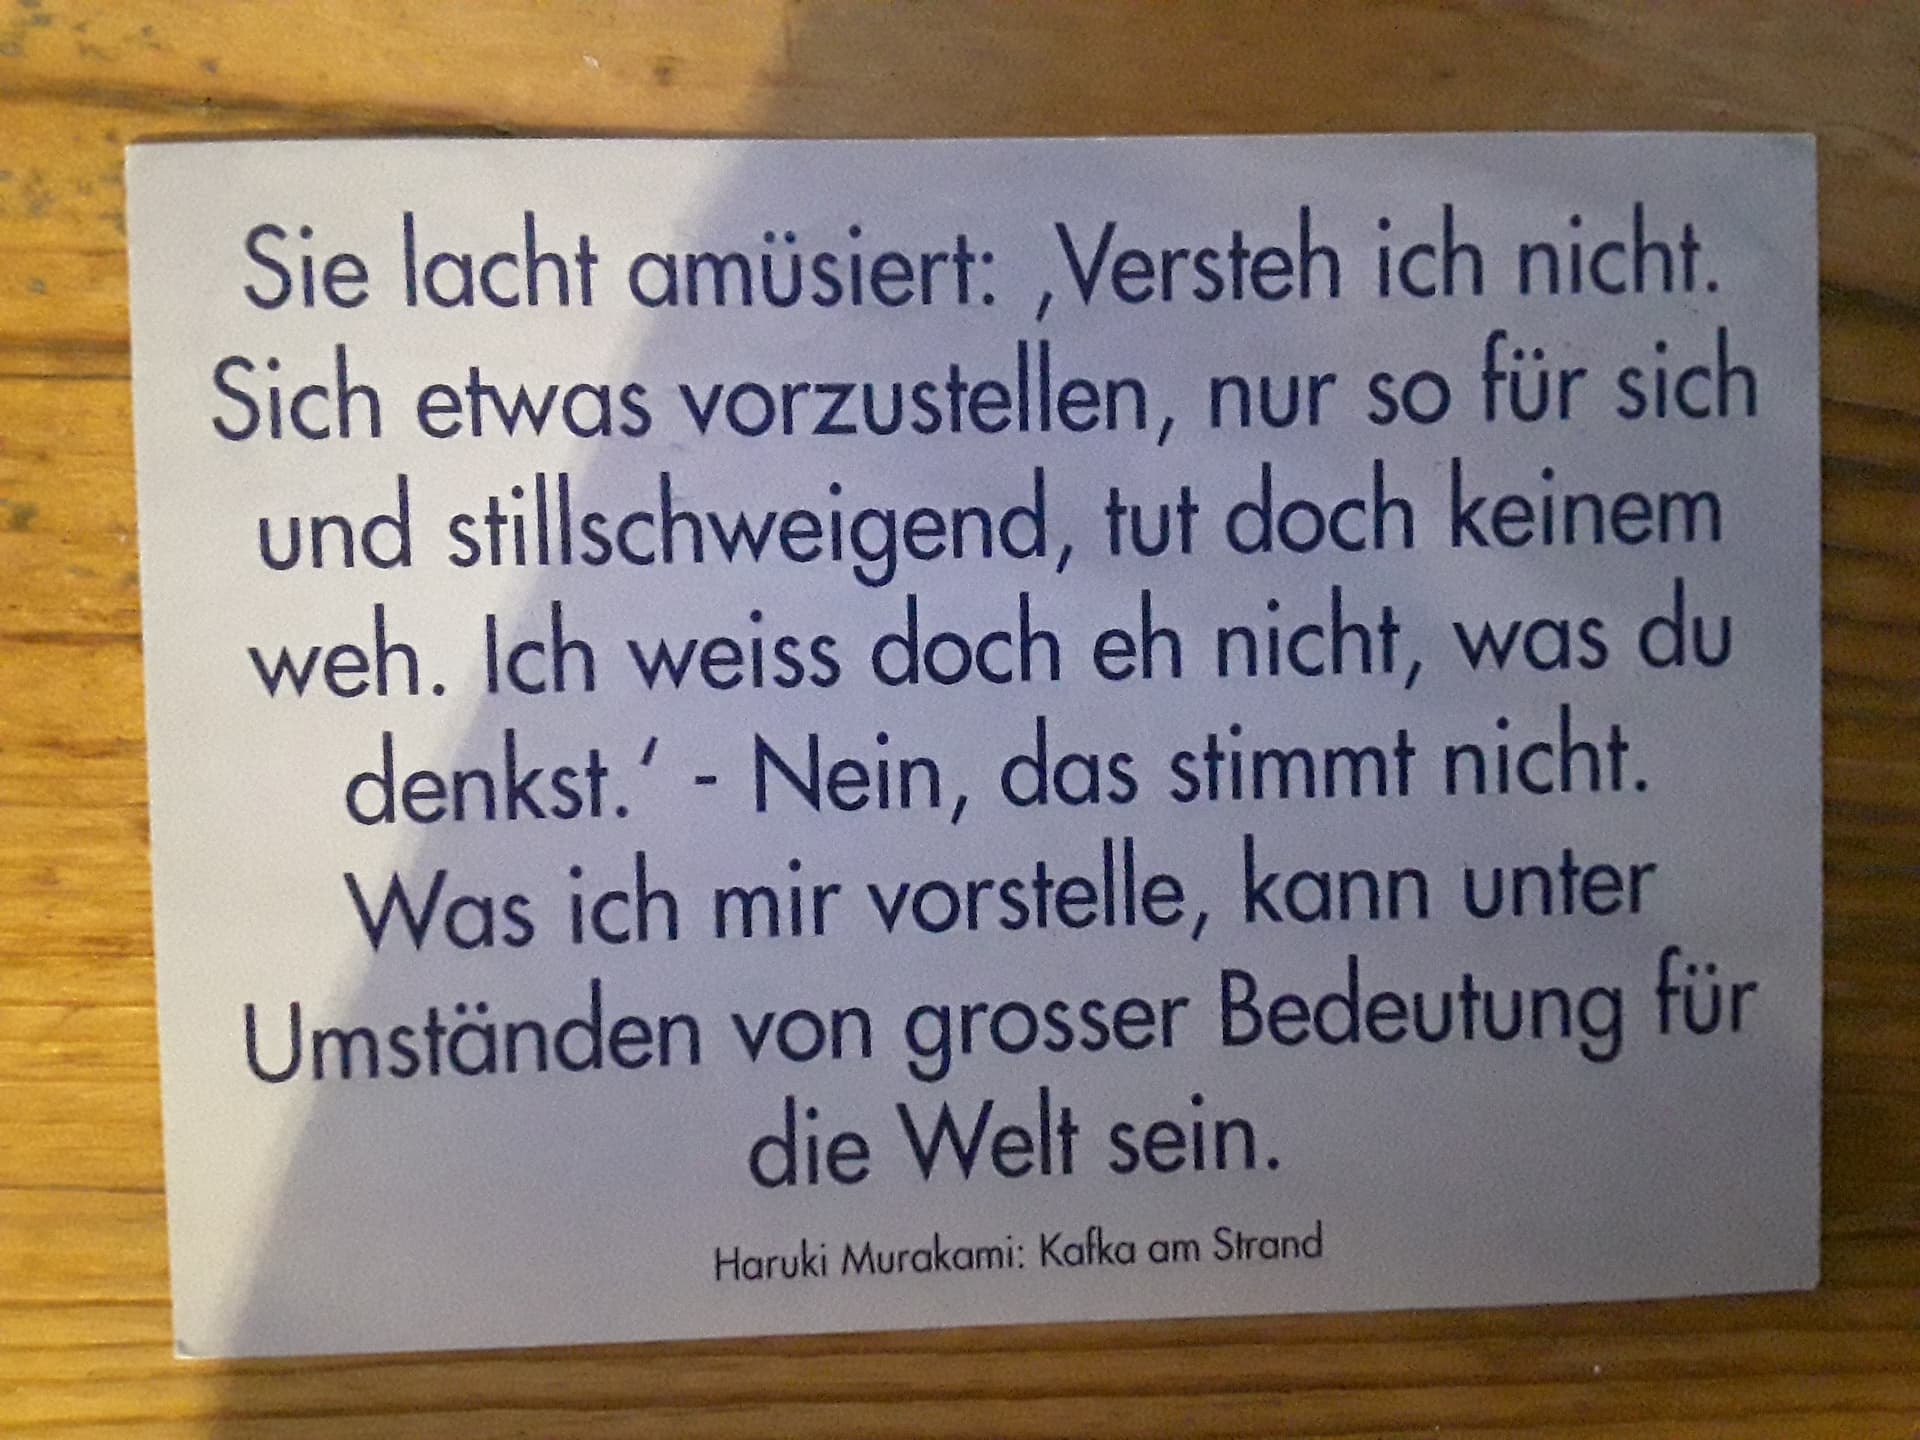 Sie lacht amüsiert: ‚Versteh ich nicht.
Sich etwas vorzustellen, nur so für sich
und stillschweigend, tut doch keinem
weh. Ich weiss doch eh nicht, was du
denkst.‘ - Nein, das stimmt nicht.
Was ich mir vorstelle, kann unter
Umständen von grosser Bedeutung für
die Welt sein.
Haruki Murakami: Kafka am Strand